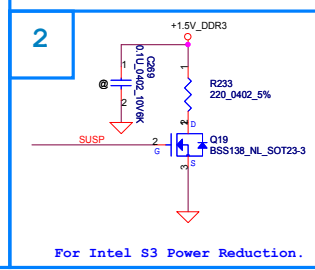 2
+1.5V_DDR3
1
C269
0.1U_0402_10V6K
@
2
1
R233
220_0402_5%
2
D
SUSP
2
G
Q19
BSS138_NL_SOT23-3
S
3
For Intel S3 Power Reduction.